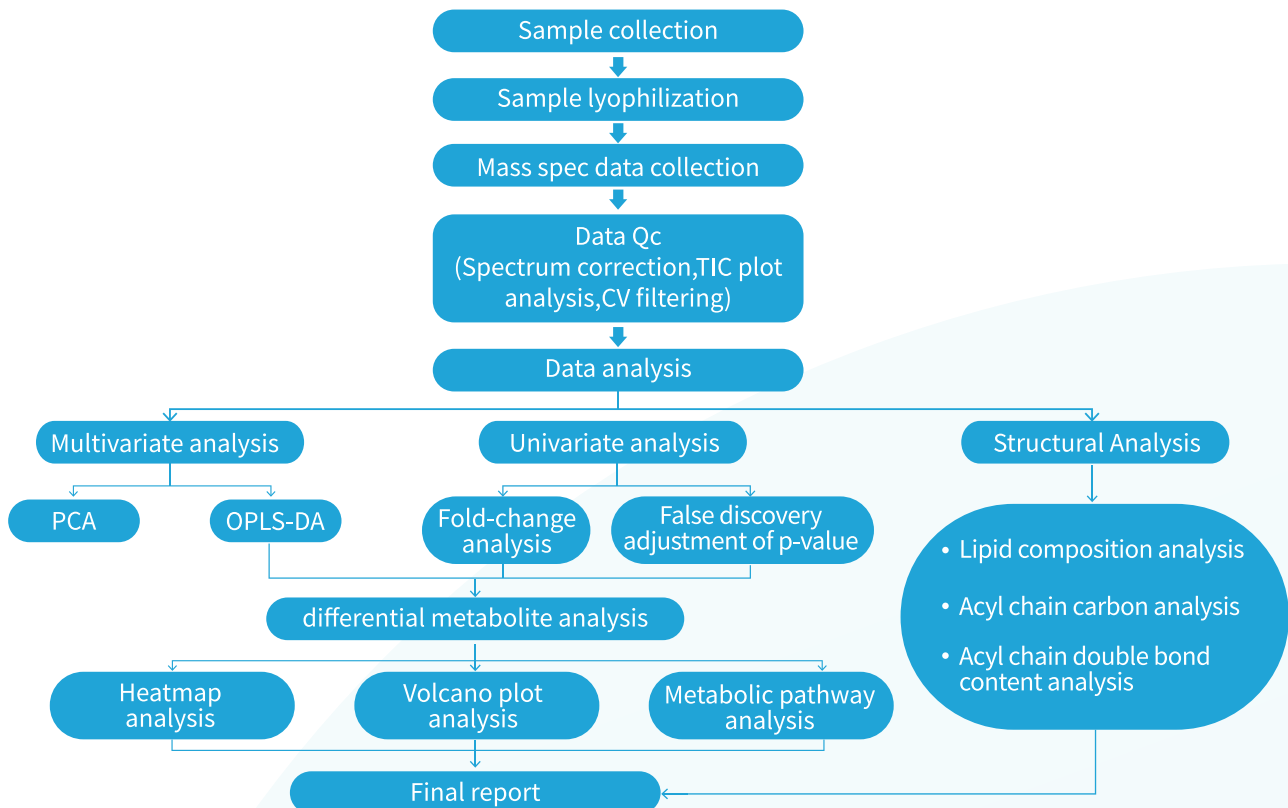 Sample collection
Sample lyophilization
Mass spec data collection
Data Qc
(Spectrum correction,TIC plot
analysis,CV filtering)
Data analysis
Multivariate analysis
Univariate analysis
Structural Analysis
PCA
OPLS-DA
Fold-change
analysis
False discovery
adjustment of p-value
• Lipid composition analysis
• Acyl chain carbon analysis
• Acyl chain double bond
content analysis
differential metabolite analysis
Heatmap
analysis
Volcano plot
analysis
Metabolic pathway
analysis
Final report